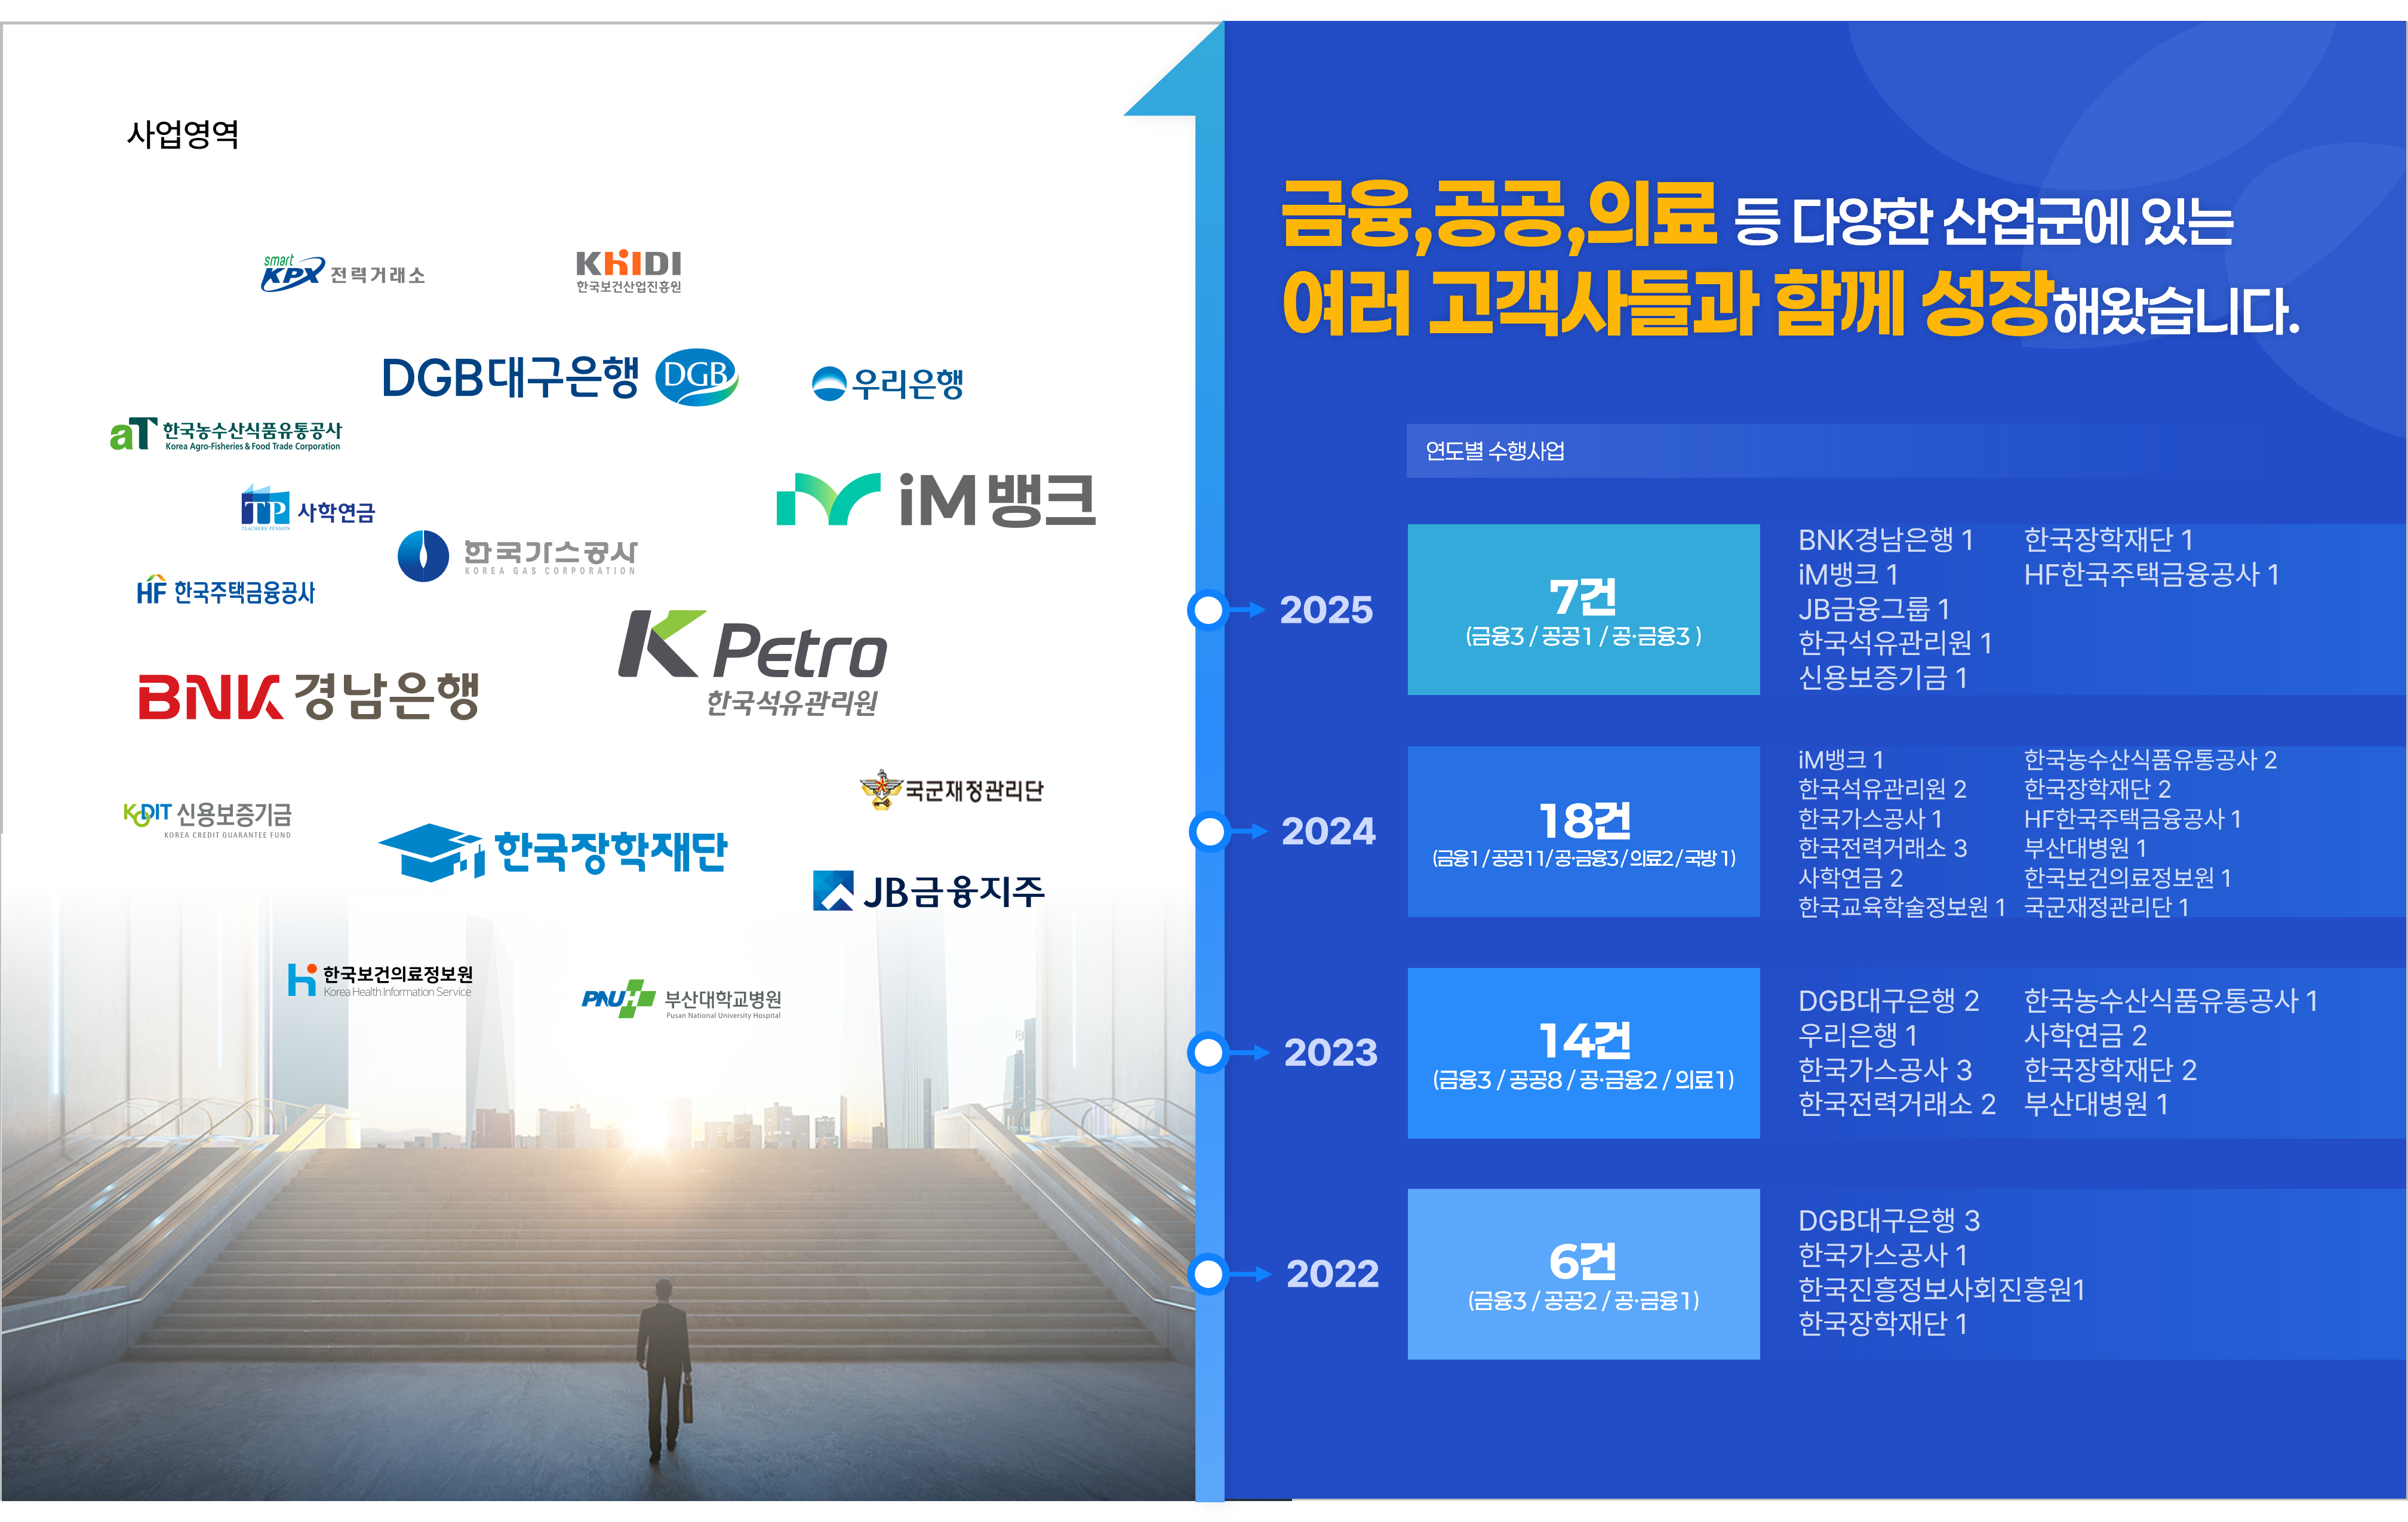 사업영역
smart KPX 전력거래소
KHIDI
한국보건산업진흥원
DGB대구은행 DGB
우리은행
aT 한국농수산식품유통공사
Korea Agro-Fisheries & Food Trade Corporation
iM뱅크
TP 사학연금
TEACHERS' PENSION
한국가스공사
KOREA GAS CORPORATION
HF 한국주택금융공사
K Petro
한국석유관리원
BNK 경남은행
국군재정관리단
KODIT 신용보증기금
KOREA CREDIT GUARANTEE FUND
한국장학재단
JB금융지주
한국보건의료정보원
Korea Health Information Service
PNUH 부산대학교병원
Pusan National University Hospital
금융,공공,의료 등 다양한 산업군에 있는
여러 고객사들과 함께 성장해왔습니다.
연도별 수행사업
2025
7건
(금융3 / 공공1 / 공·금융3 )
BNK경남은행 1
iM뱅크 1
JB금융그룹 1
한국석유관리원 1
신용보증기금 1
한국장학재단 1
HF한국주택금융공사 1
2024
18건
(금융1 / 공공11/ 공·금융3 / 의료2 / 국방 1)
iM뱅크 1
한국석유관리원 2
한국가스공사 1
한국전력거래소 3
사학연금 2
한국교육학술정보원 1
한국농수산식품유통공사 2
한국장학재단 2
HF한국주택금융공사 1
부산대병원 1
한국보건의료정보원 1
국군재정관리단 1
2023
14건
(금융3 / 공공8 / 공·금융2 / 의료1)
DGB대구은행 2
우리은행 1
한국가스공사 3
한국전력거래소 2
한국농수산식품유통공사 1
사학연금 2
한국장학재단 2
부산대병원 1
2022
6건
(금융3 / 공공2 / 공·금융1)
DGB대구은행 3
한국가스공사 1
한국진흥정보사회진흥원1
한국장학재단 1